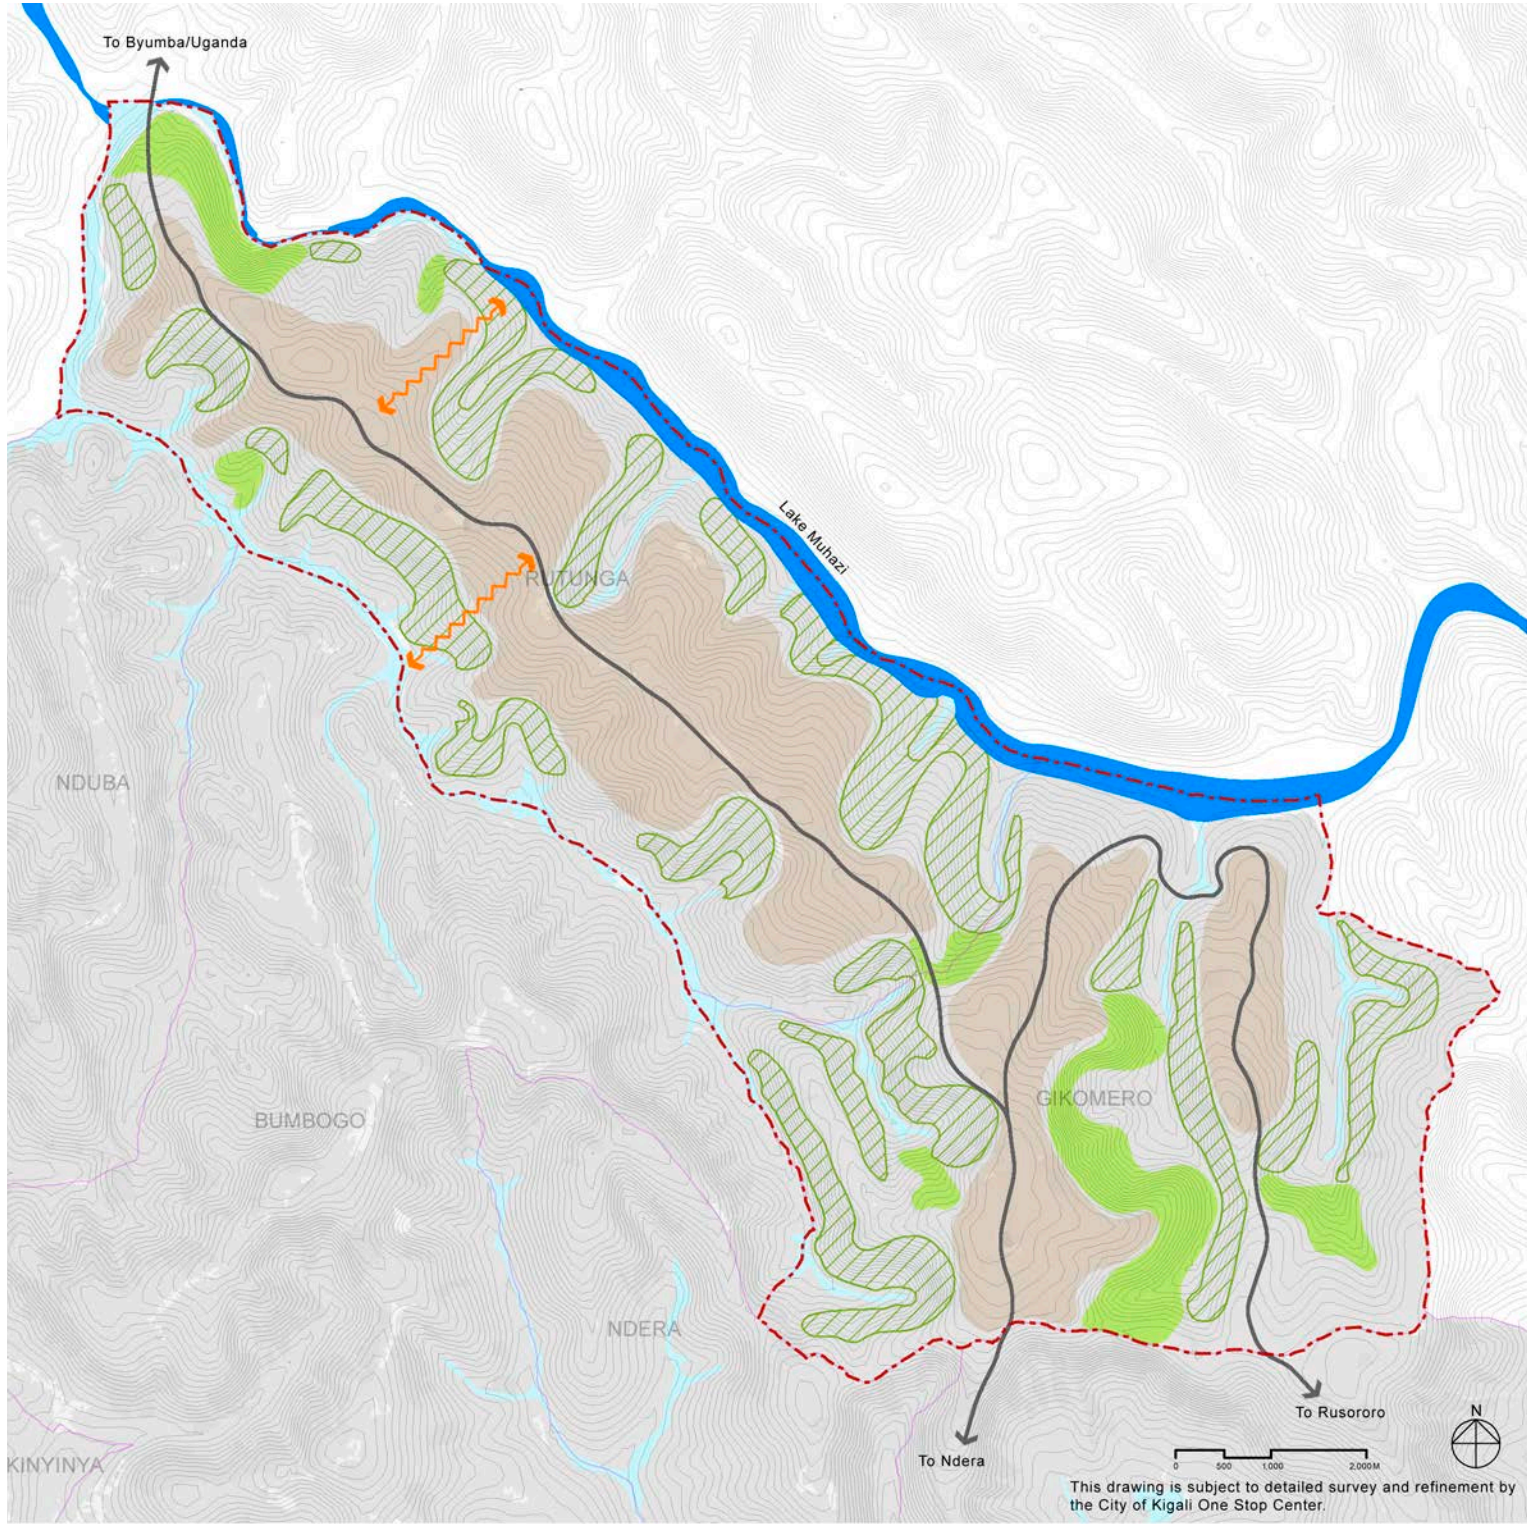 To Byumba/Uganda
Lake Muhazi
RUTUNGA
NDUBA
GIKOMERO
BUMBOGO
NDERA
To Rusororo
N
To Ndera
KINYINYA
0 500 1,000 2,000M
This drawing is subject to detailed survey and refinement by
the City of Kigali One Stop Center.